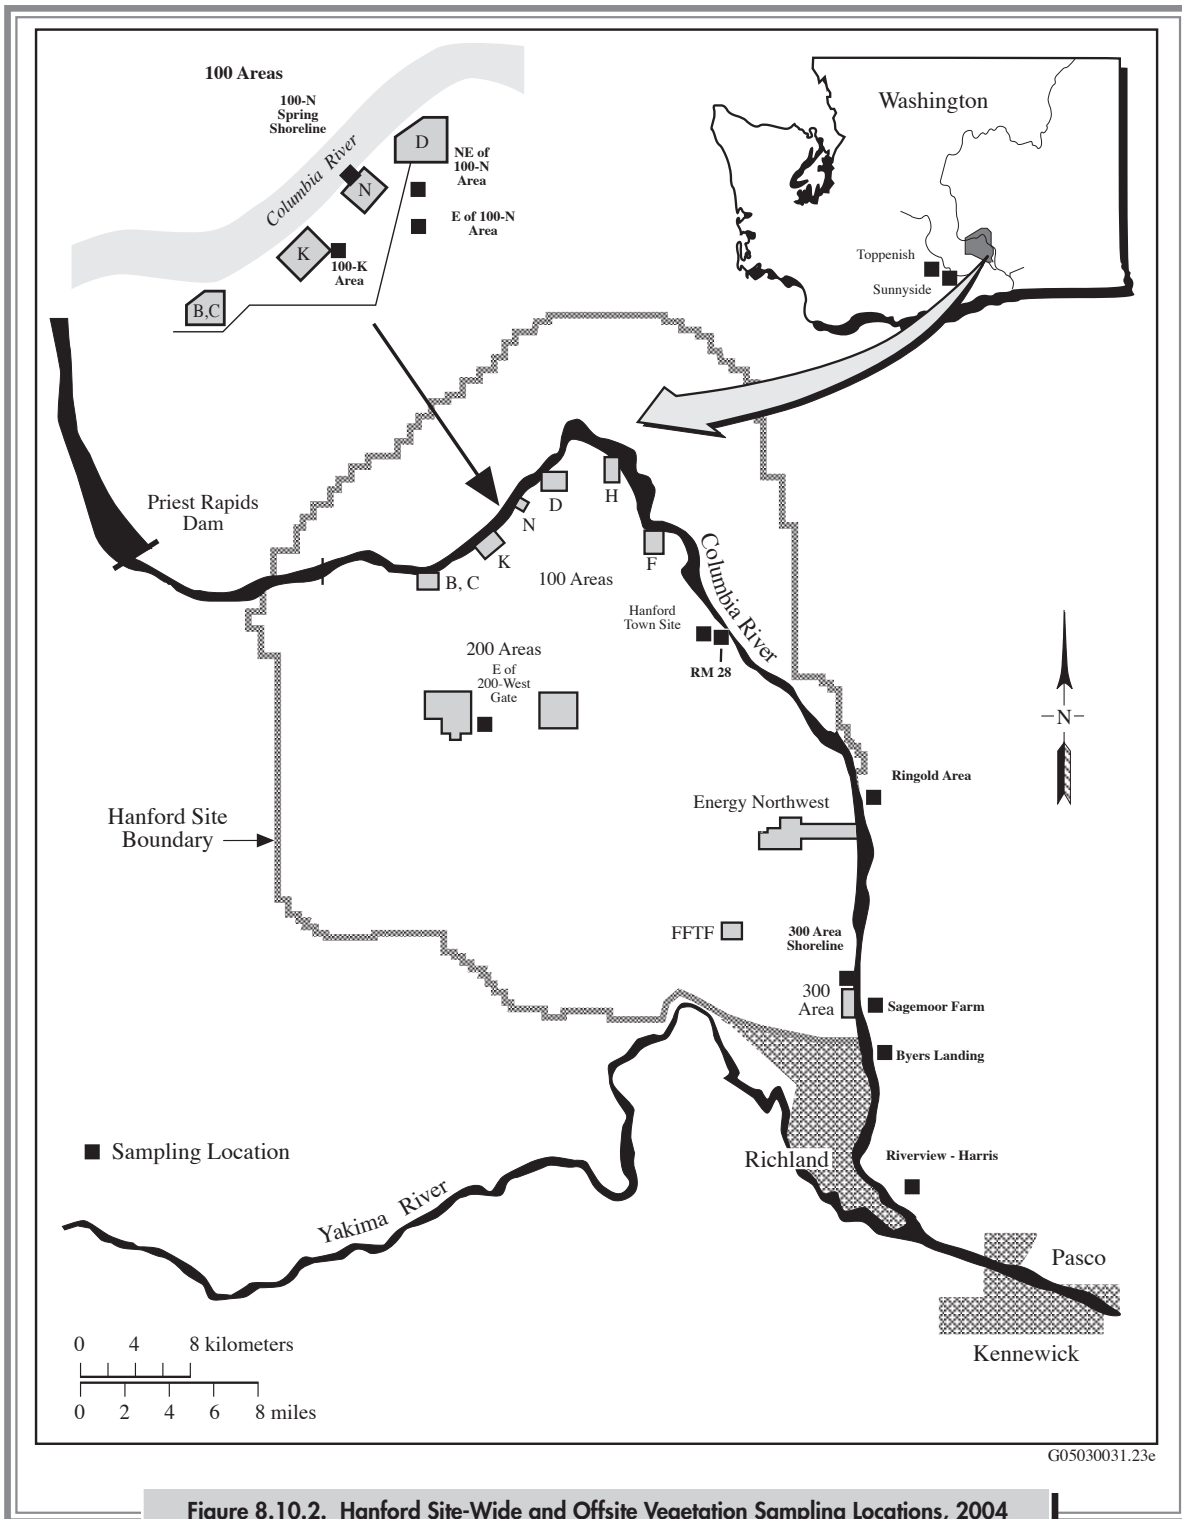 100 Areas
100-N
Spring
Shoreline
Columbia River
D
N
K
B,C
NE of
100-N
Area
E of 100-N
Area
100-K
Area
Washington
Toppenish
Sunnyside
Priest Rapids
Dam
D
H
N
K
F
B, C
100 Areas
Columbia River
Hanford
Town Site
RM 28
200 Areas
E of
200-West
Gate
N
Ringold Area
Energy Northwest
Hanford Site
Boundary
FFTF
300 Area
Shoreline
300
Area
Sagemoor Farm
Byers Landing
Sampling Location
Richland
Riverview - Harris
Yakima River
Pasco
Kennewick
0 4 8 kilometers
0 2 4 6 8 miles
G05030031.23e
Figure 8.10.2. Hanford Site-Wide and Offsite Vegetation Sampling Locations, 2004